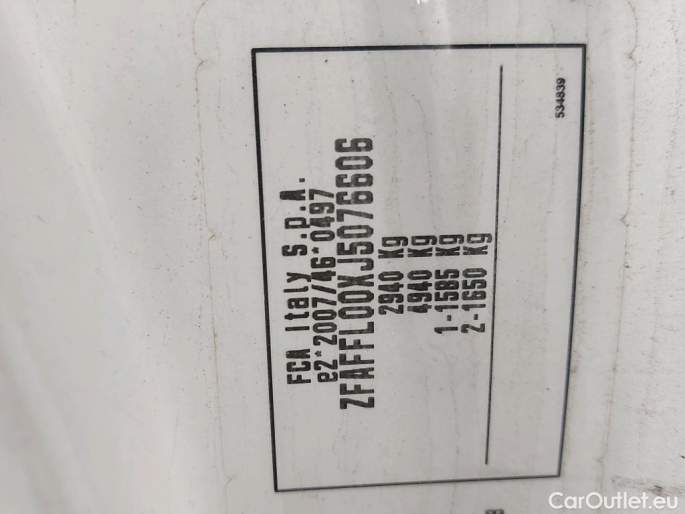 FCA Italy S.p.A.
e2*2007/46*0497
ZFAFFL00XJ5076606
2940 Kg
4940 Kg
1-1585 Kg
2-1650 Kg
534839
CarOutlet.eu